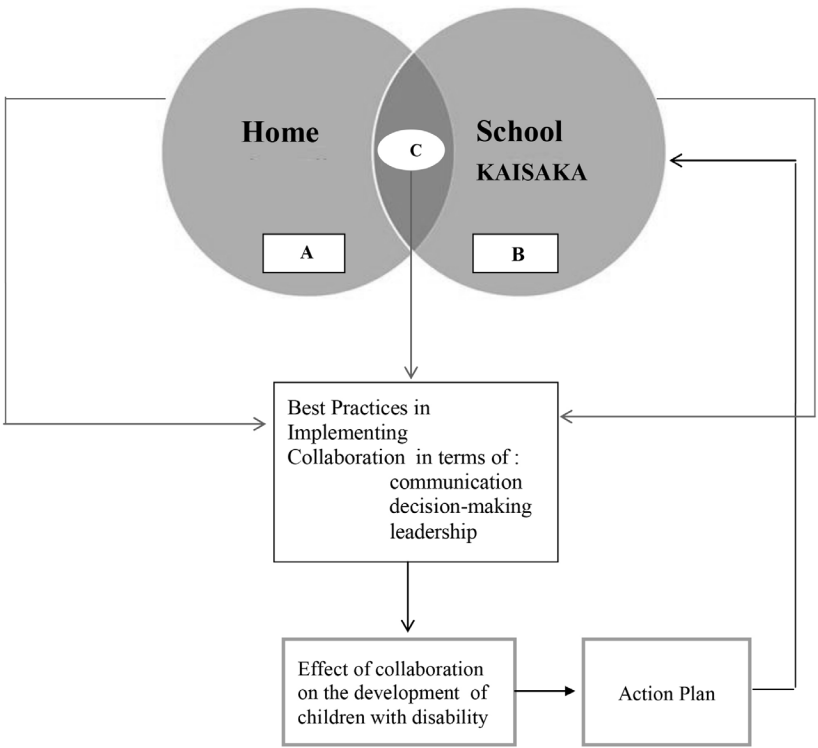 Home
School
KAISAKA
C
A
B
Best Practices in
Implementing
Collaboration in terms of :
communication
decision-making
leadership
Effect of collaboration
on the development of
children with disability
Action Plan